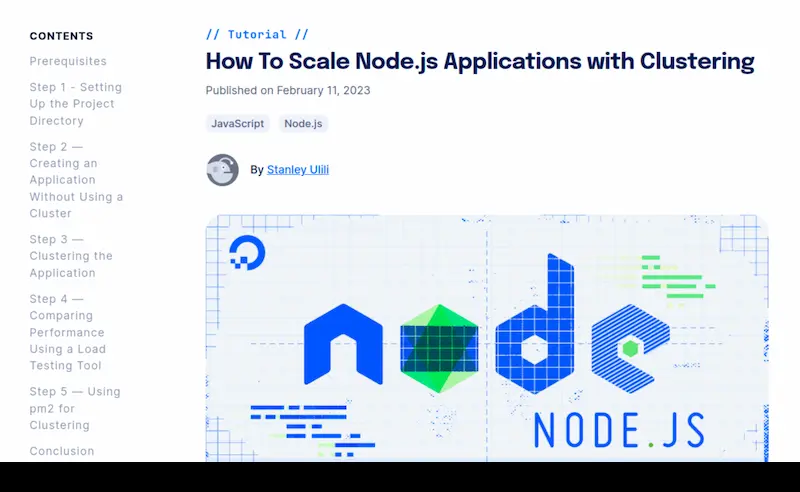 CONTENTS
Prerequisites
Step 1 - Setting
Up the Project
Directory
Step 2 —
Creating an
Application
Without Using a
Cluster
Step 3 —
Clustering the
Application
Step 4 —
Comparing
Performance
Using a Load
Testing Tool
Step 5 — Using
pm2 for
Clustering
Conclusion
// Tutorial //
How To Scale Node.js Applications with Clustering
Published on February 11, 2023
JavaScript Node.js
By Stanley Ulili
node
NODE.JS